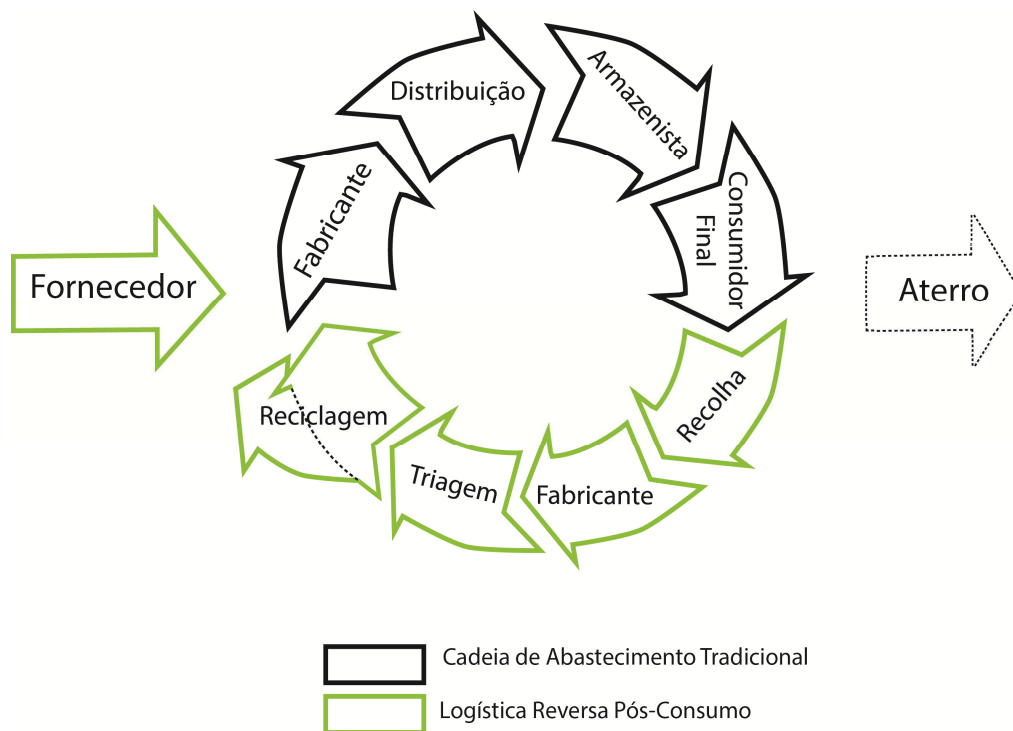 Distribuição
Armazenista
Fabricante
Consumidor
Final
Fornecedor
Aterro
Recolha
Reciclagem
Triagem
Fabricante
Cadeia de Abastecimento Tradicional
Logística Reversa Pós-Consumo